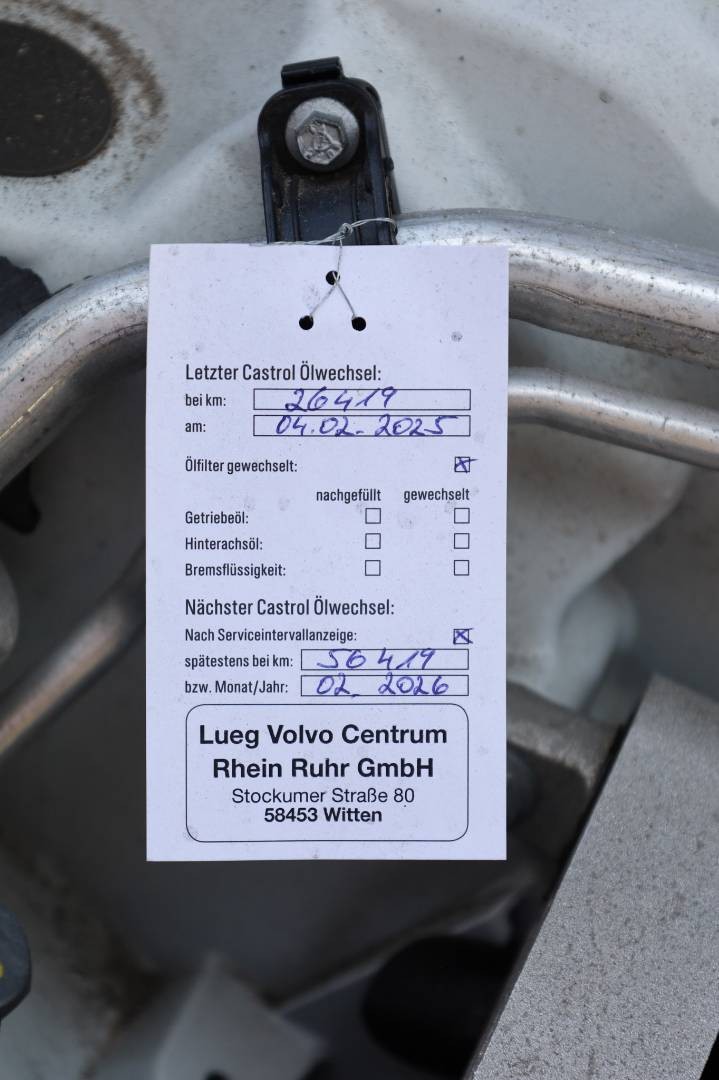 Letzter Castrol Ölwechsel:
bei km: 26419
am: 04.02.2025
Ölfilter gewechselt:
nachgefüllt gewechselt
Getriebeöl:
Hinterachsöl:
Bremsflüssigkeit:
Nächster Castrol Ölwechsel:
Nach Serviceintervallanzeige:
spätestens bei km: 56419
bzw. Monat/Jahr: 02. 2026
Lueg Volvo Centrum
Rhein Ruhr GmbH
Stockumer Straße 80
58453 Witten